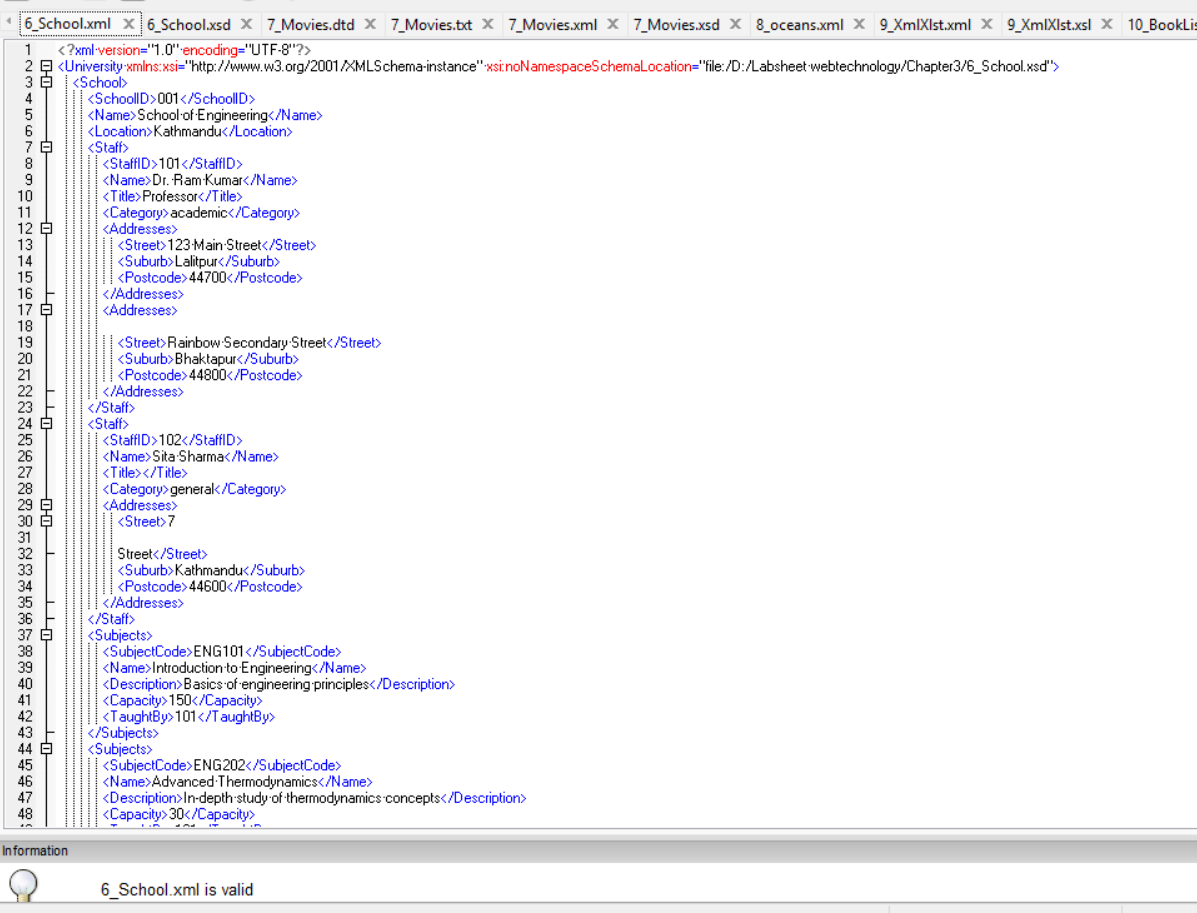 6_School.xml X 6_School.xsd X 7_Movies.dtd X 7_Movies.txt X 7_Movies.xml X 7_Movies.xsd X 8_oceans.xml X 9_XmlXlst.xml X 9_XmlXlst.xsl X 10_BookLis
1 <?xml version="1.0" encoding="UTF-8"?>
2 <University xmlns:xsi="http://www.w3.org/2001/XMLSchema-instance" xsi:noNamespaceSchemaLocation="file:/D:/Labsheet webtechnology/Chapter3/6_School.xsd">
3 <School>
4 <SchoolID>001</SchoolID>
5 <Name>School of Engineering</Name>
6 <Location>Kathmandu</Location>
7 <Staff>
8 <StaffID>101</StaffID>
9 <Name>Dr. Ram Kumar</Name>
10 <Title>Professor</Title>
11 <Category>academic</Category>
12 <Addresses>
13 <Street>123 Main Street</Street>
14 <Suburb>Lalitpur</Suburb>
15 <Postcode>44700</Postcode>
16 </Addresses>
17 <Addresses>
18
19 <Street>Rainbow Secondary Street</Street>
20 <Suburb>Bhaktapur</Suburb>
21 <Postcode>44800</Postcode>
22 </Addresses>
23 </Staff>
24 <Staff>
25 <StaffID>102</StaffID>
26 <Name>Sita Sharma</Name>
27 <Title></Title>
28 <Category>general</Category>
29 <Addresses>
30 <Street>7
31
32 Street</Street>
33 <Suburb>Kathmandu</Suburb>
34 <Postcode>44600</Postcode>
35 </Addresses>
36 </Staff>
37 <Subjects>
38 <SubjectCode>ENG101</SubjectCode>
39 <Name>Introduction to Engineering</Name>
40 <Description>Basics of engineering principles</Description>
41 <Capacity>150</Capacity>
42 <TaughtBy>101</TaughtBy>
43 </Subjects>
44 <Subjects>
45 <SubjectCode>ENG202</SubjectCode>
46 <Name>Advanced Thermodynamics</Name>
47 <Description>In-depth study of thermodynamics concepts</Description>
48 <Capacity>30</Capacity>
Information
6_School.xml is valid